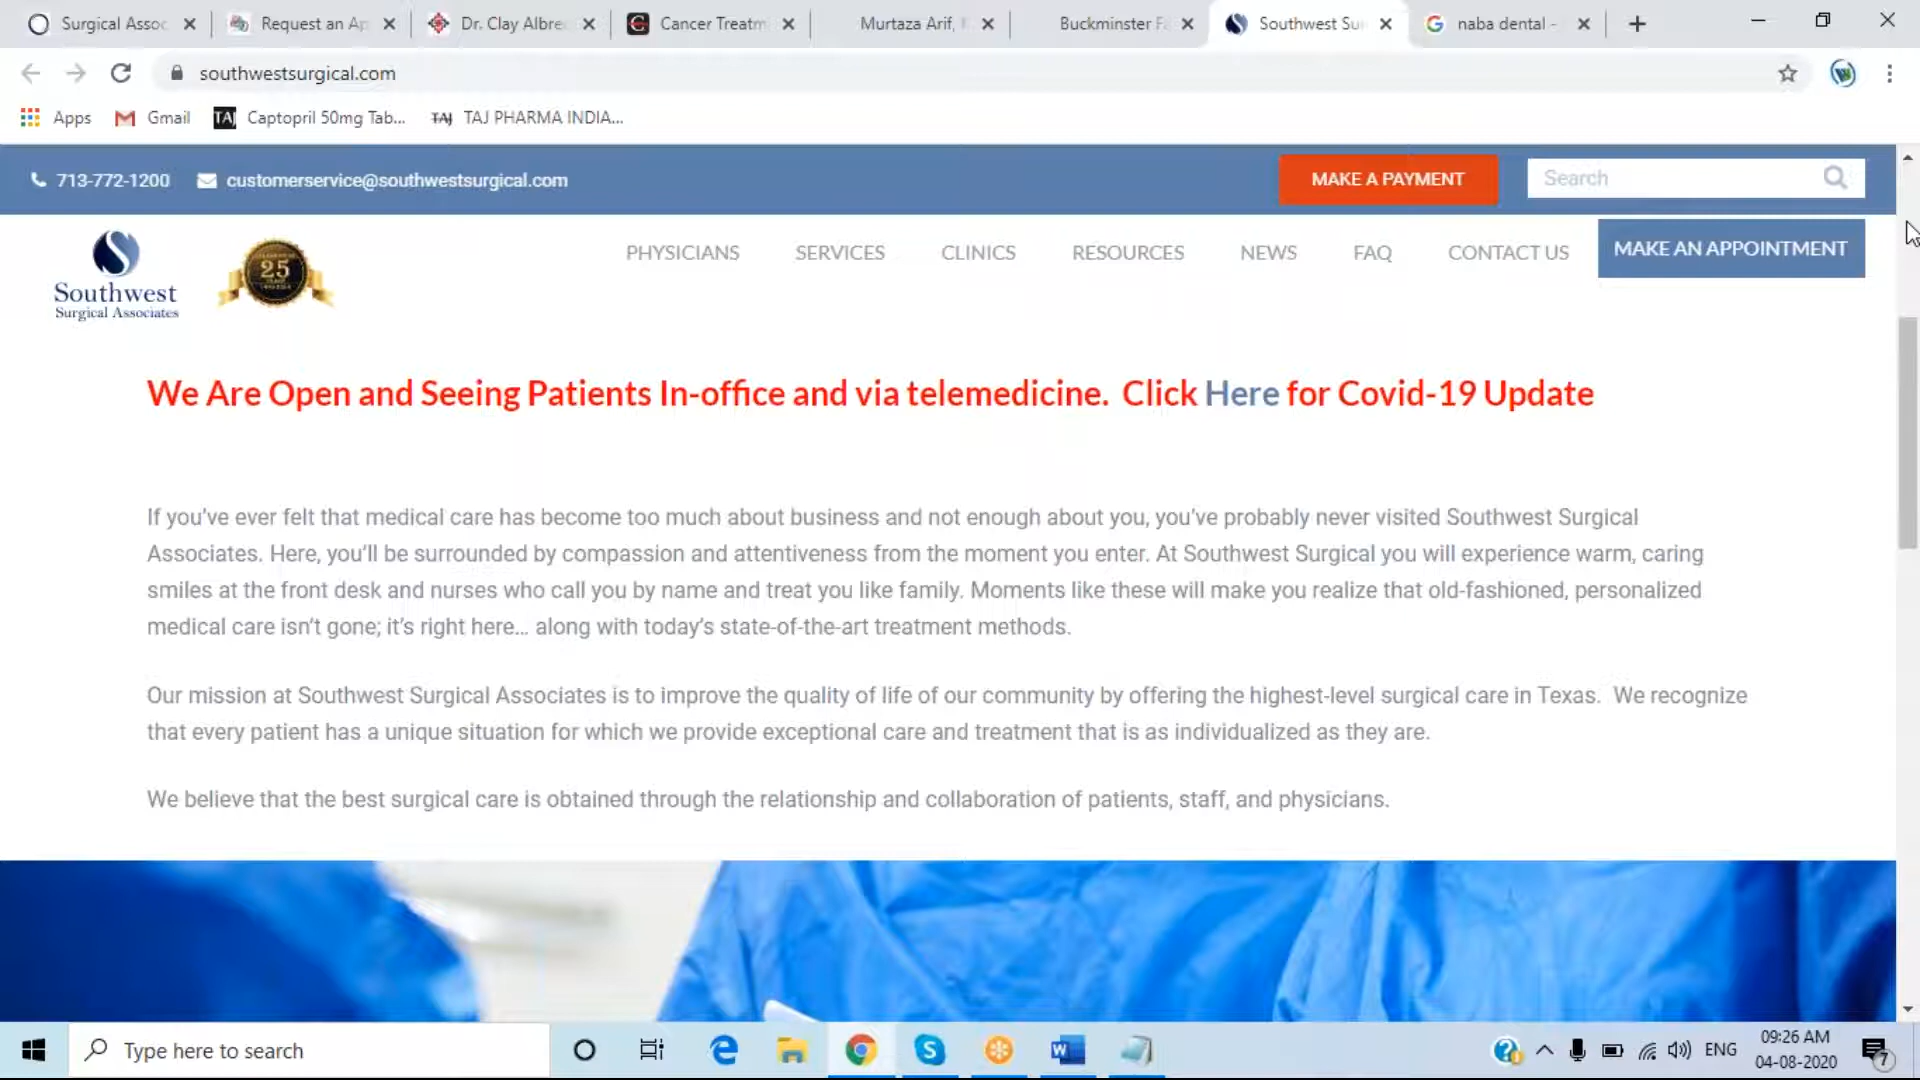 Surgical Assoc
Request an Ap
Dr. Clay Albre
Cancer Treatm
Murtaza Arif,
Buckminster Fa
Southwest Su
naba dental -
southwestsurgical.com
Apps
Gmail
TAJ
Captopril 50mg Tab...
TAJ
TAJ PHARMA INDIA...
713-772-1200
customerservice@southwestsurgical.com
MAKE A PAYMENT
Search
Southwest
Surgical Associates
25
PHYSICIANS
SERVICES
CLINICS
RESOURCES
NEWS
FAQ
CONTACT US
MAKE AN APPOINTMENT
We Are Open and Seeing Patients In-office and via telemedicine. Click Here for Covid-19 Update
If you've ever felt that medical care has become too much about business and not enough about you, you've probably never visited Southwest Surgical
Associates. Here, you'll be surrounded by compassion and attentiveness from the moment you enter. At Southwest Surgical you will experience warm, caring
smiles at the front desk and nurses who call you by name and treat you like family. Moments like these will make you realize that old-fashioned, personalized
medical care isn't gone; it's right here... along with today's state-of-the-art treatment methods.
Our mission at Southwest Surgical Associates is to improve the quality of life of our community by offering the highest-level surgical care in Texas. We recognize
that every patient has a unique situation for which we provide exceptional care and treatment that is as individualized as they are.
We believe that the best surgical care is obtained through the relationship and collaboration of patients, staff, and physicians.
Type here to search
ENG
09:26 AM
04-08-2020
7